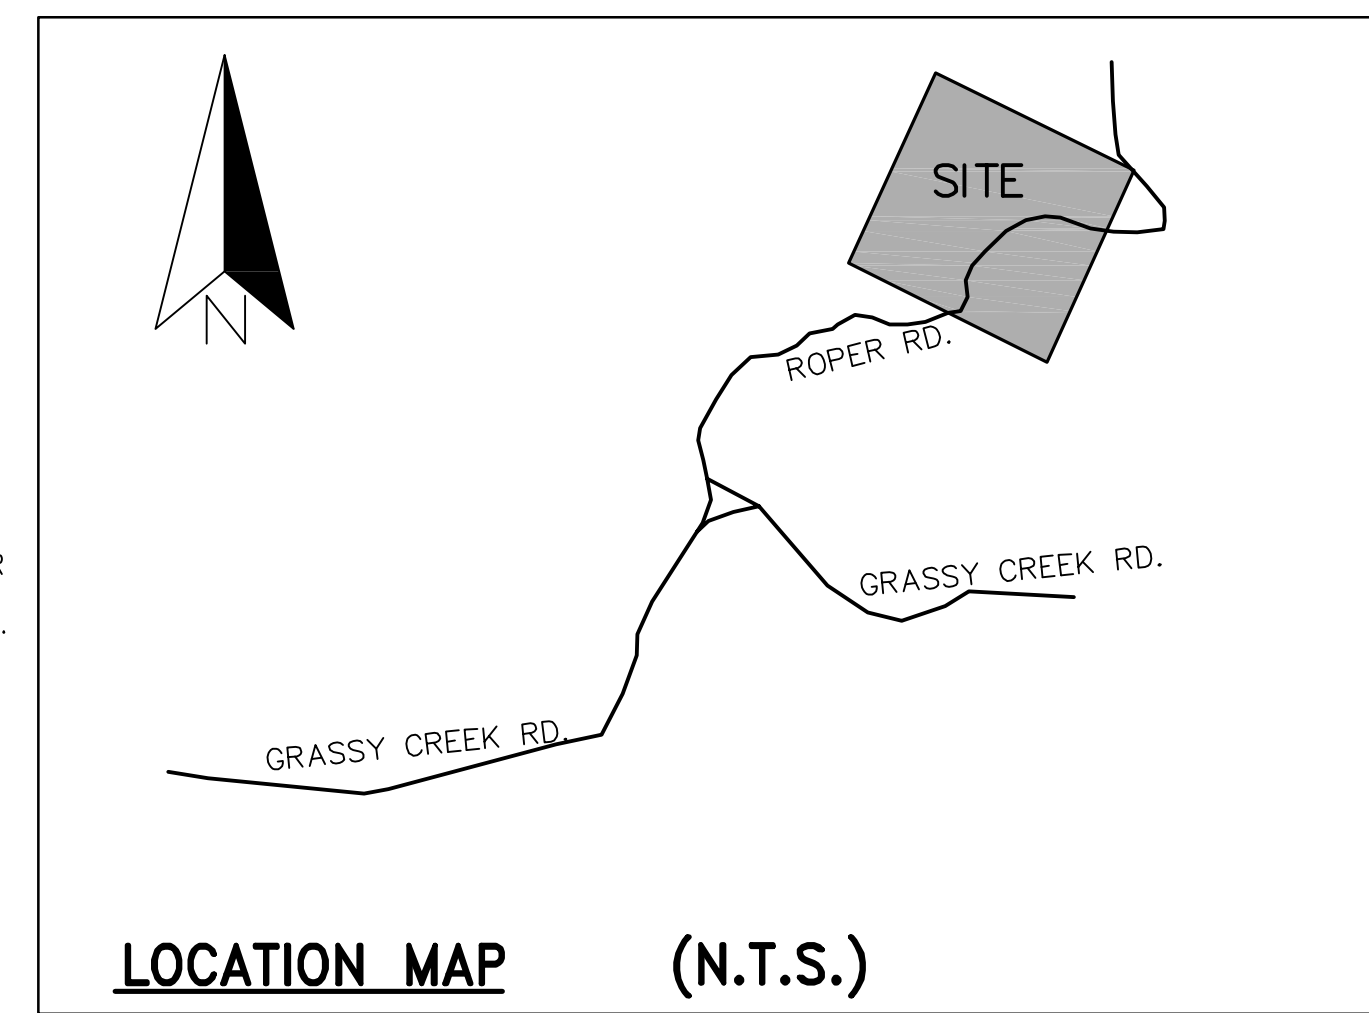 N
SITE
ROPER RD.
R
GRASSY CREEK RD.
.
GRASSY CREEK RD.
LOCATION MAP (N.T.S.)